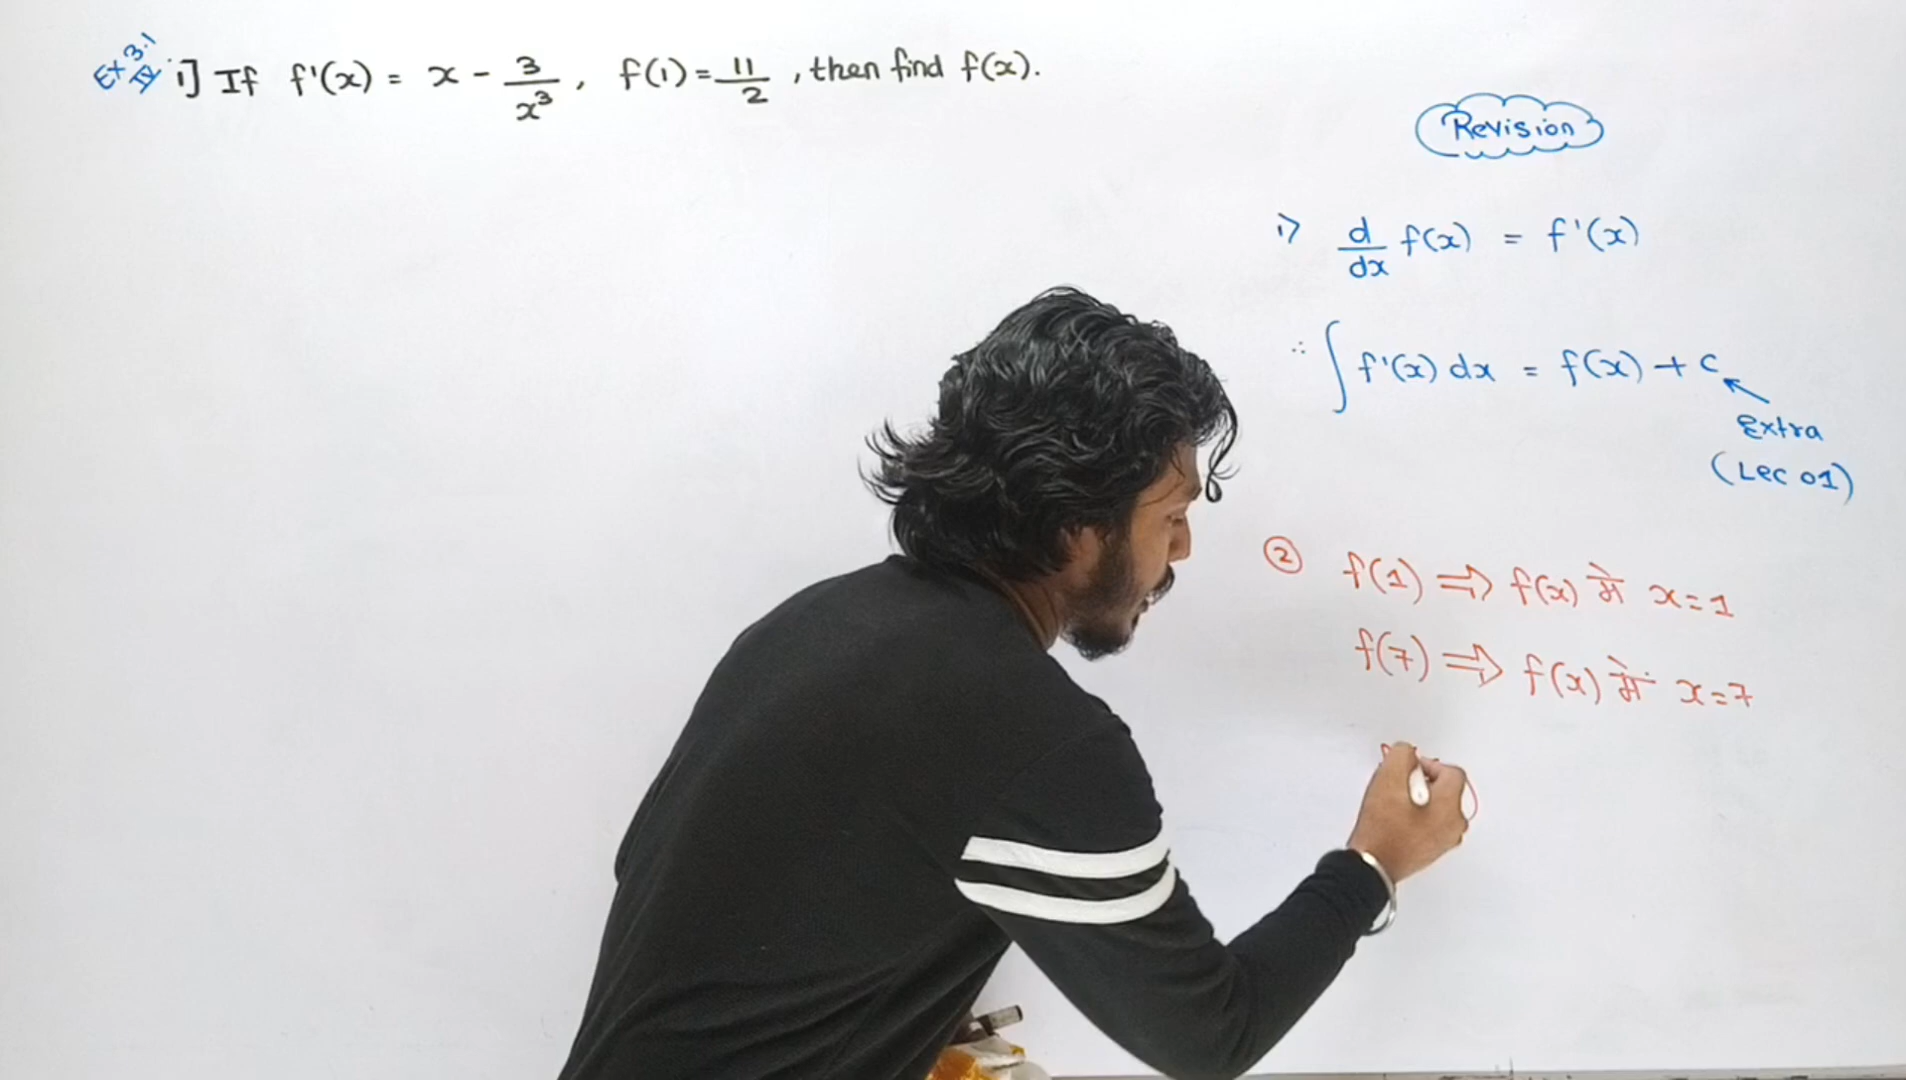 Ex 3.1 IV i] If f'(x) = x - 3/x³, f(1) = 11/2, then find f(x).
Revision
i) d/dx f(x) = f'(x)
∴ ∫ f'(x) dx = f(x) + c
Extra
(Lec 01)
② f(1) ⇒ f(x) में x=1
f(7) ⇒ f(x) में x=7